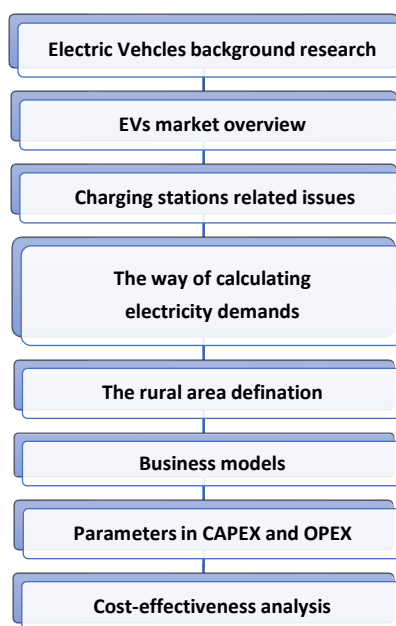 Electric Vehcles background research
EVs market overview
Charging stations related issues
The way of calculating
electricity demands
The rural area defination
Business models
Parameters in CAPEX and OPEX
Cost-effectiveness analysis